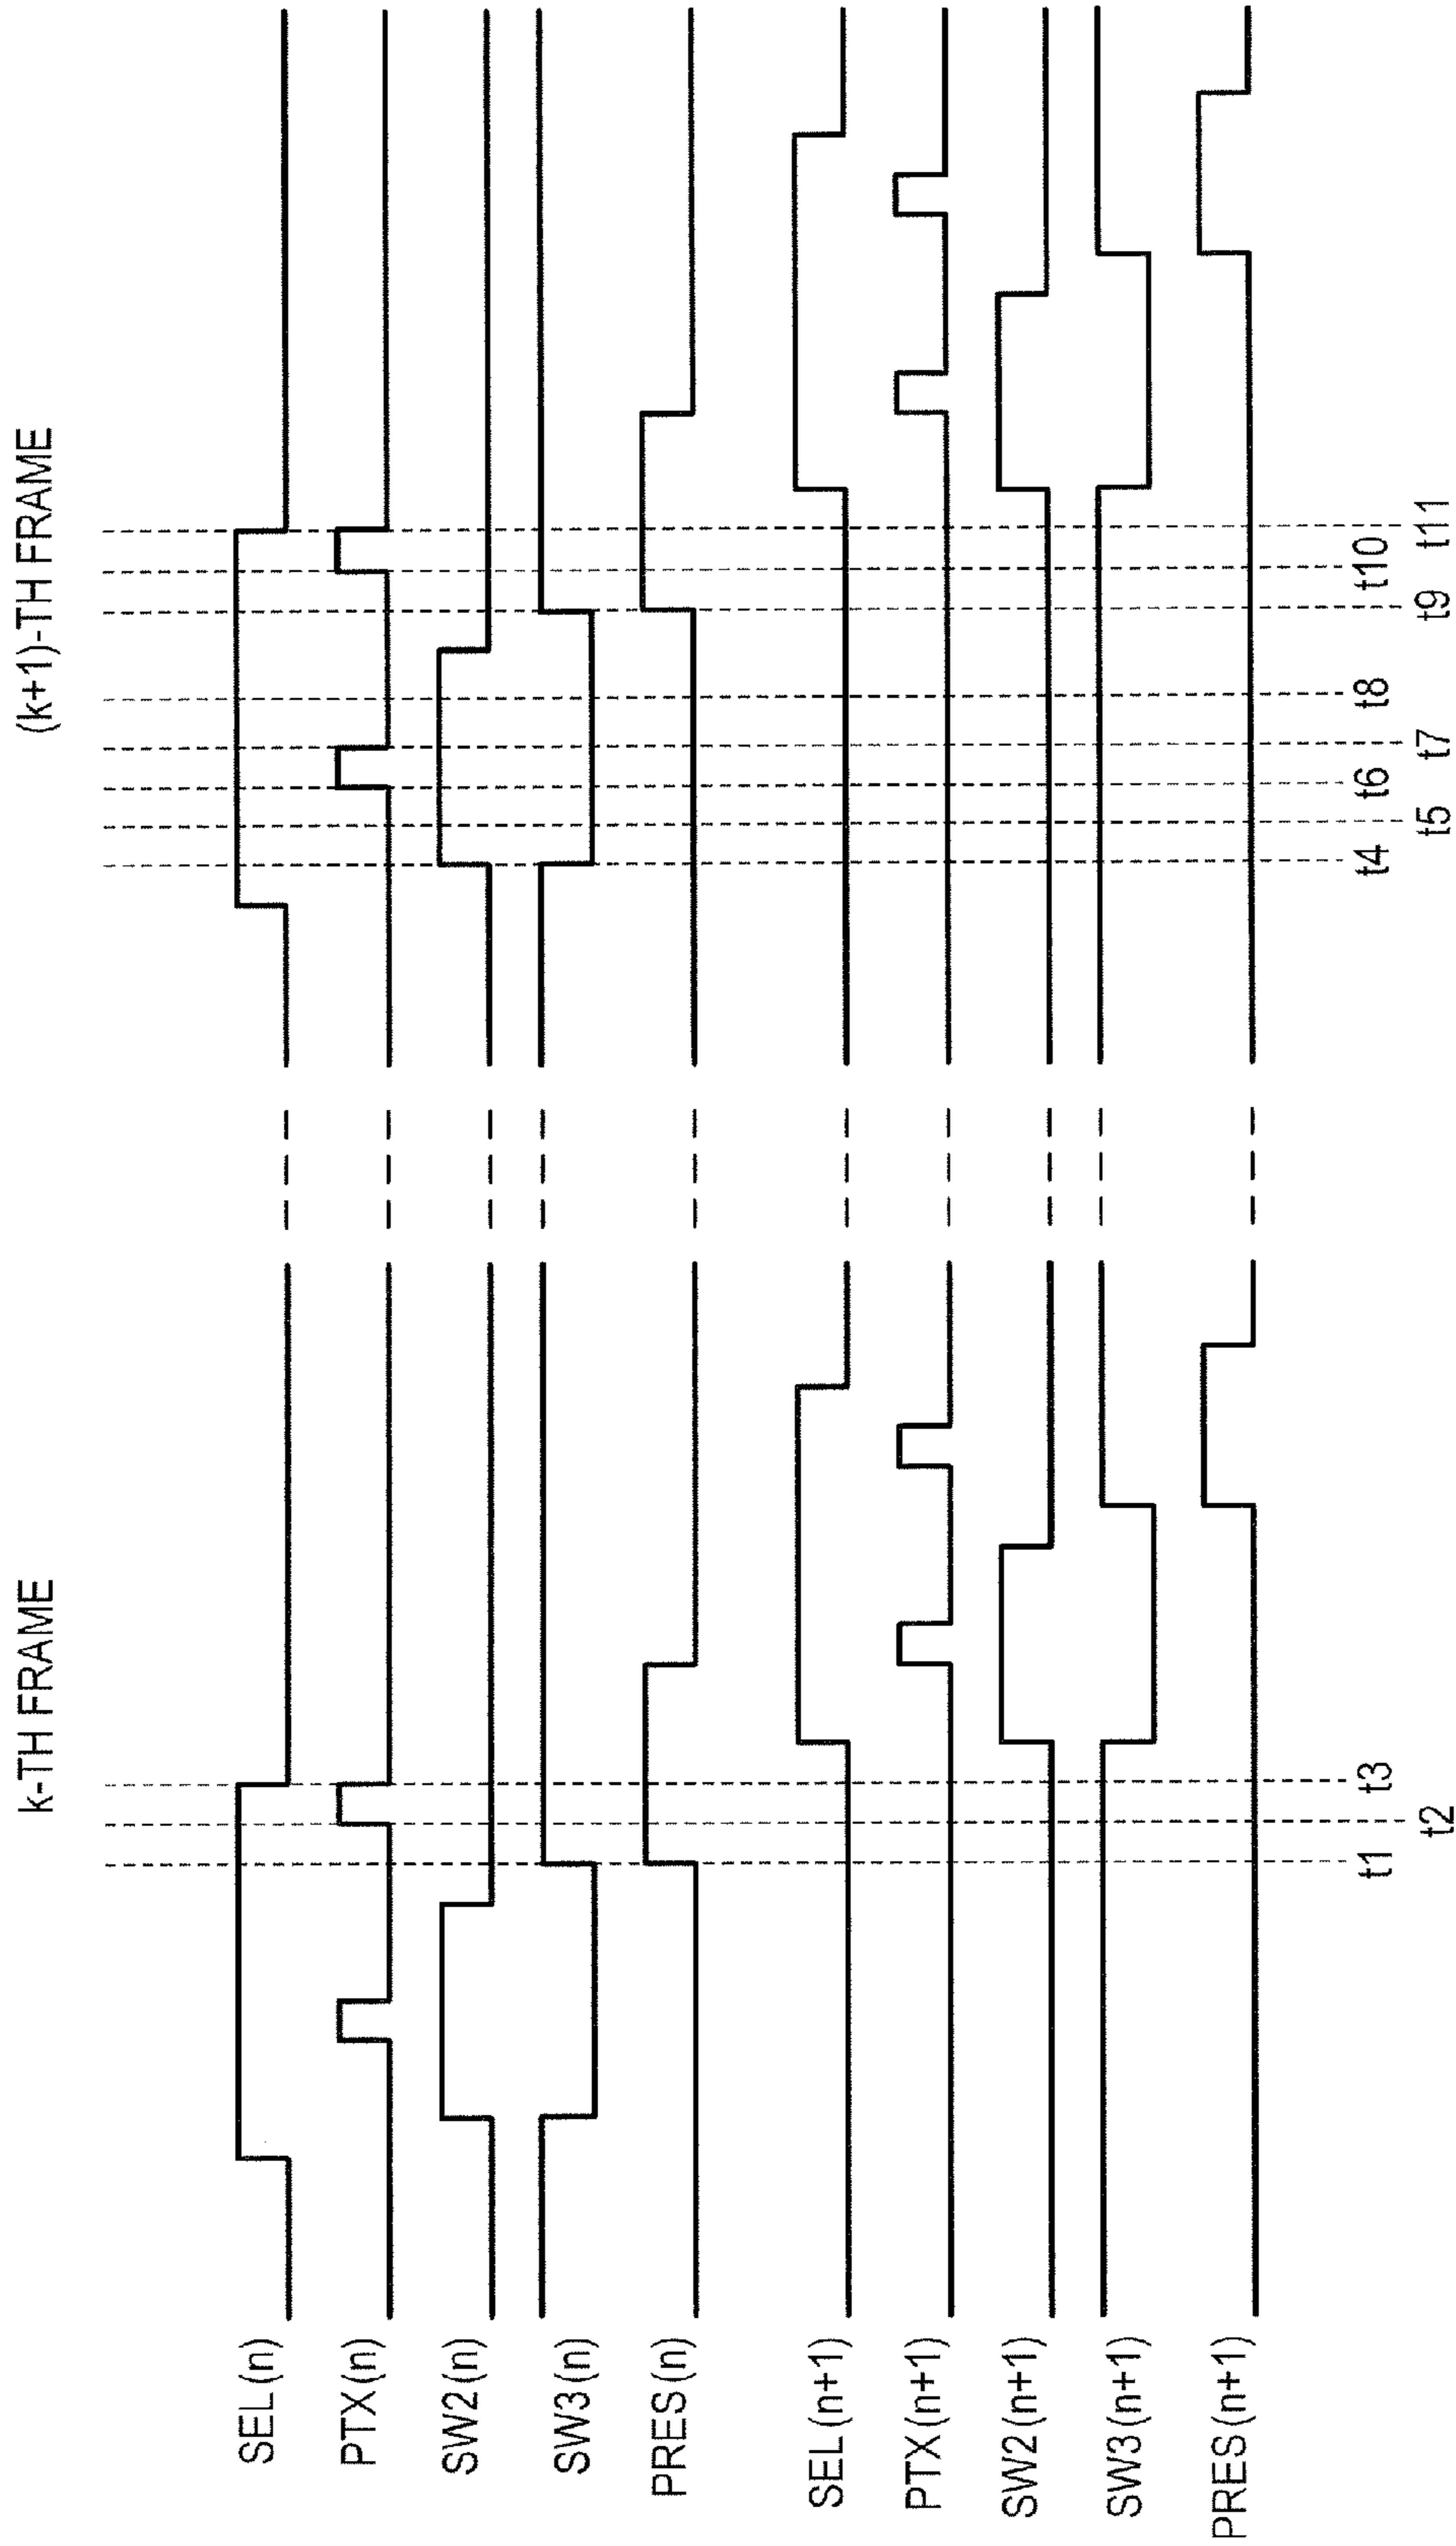 k-TH FRAME
(k+1)-TH FRAME
SEL(n)
PTX(n)
SW2(n)
SW3(n)
PRES(n)
SEL(n+1)
PTX(n+1)
SW2(n+1)
SW3(n+1)
PRES(n+1)
t1
t2
t3
t4
t5
t6
t7
t8
t9
t10
t11